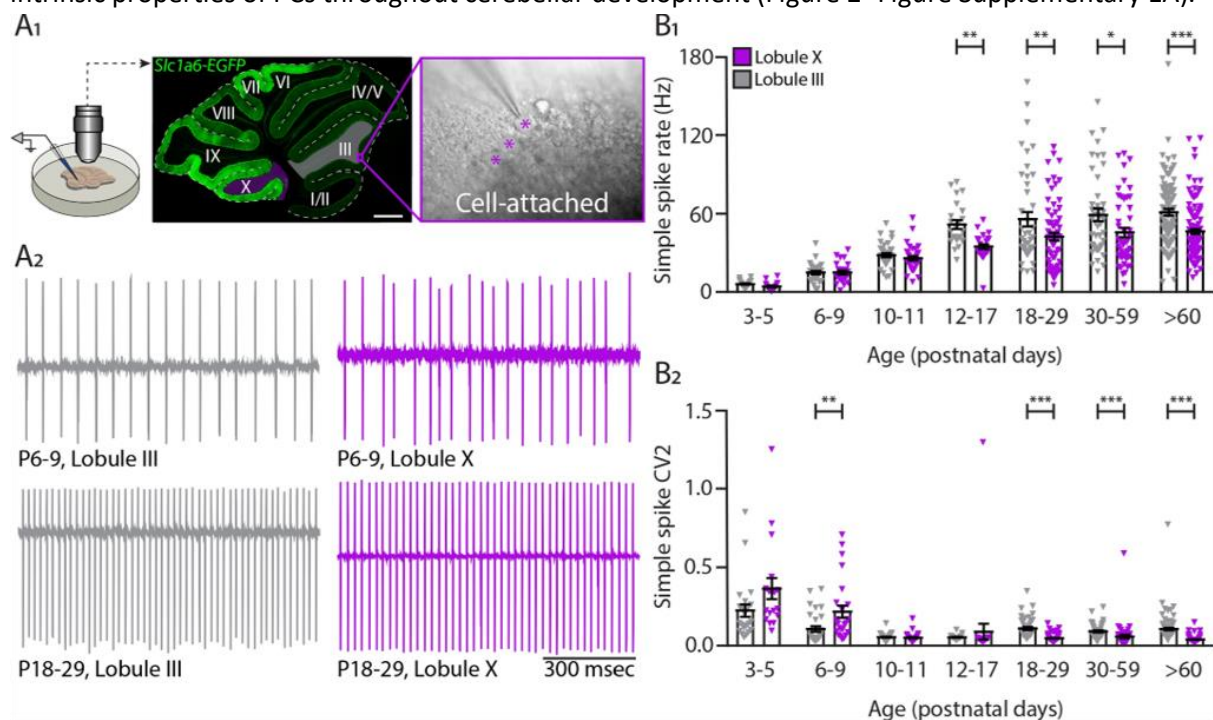 intrinsic properties of PCs throughout cerebellar development (Figure 2- Figure Supplementary 1A).
A1
Slc1a6-EGFP
VI
VII
VIII
IV/V
IX
III
X
I/II
Cell-attached
A2
P6-9, Lobule III
P6-9, Lobule X
P18-29, Lobule III
P18-29, Lobule X
300 msec
B1
** ** * ***
Lobule X
Lobule III
Simple spike rate (Hz)
180
120
60
0
3-5 6-9 10-11 12-17 18-29 30-59 >60
Age (postnatal days)
B2
** *** *** ***
Simple spike CV2
1.5
1.0
0.5
0.0
3-5 6-9 10-11 12-17 18-29 30-59 >60
Age (postnatal days)